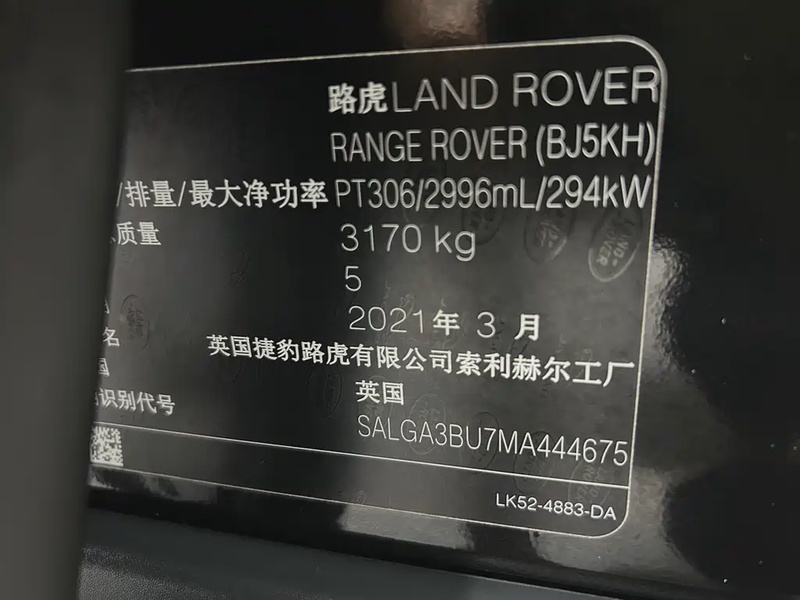 路虎LAND ROVER
RANGE ROVER (BJ5KH)
/排量/最大净功率 PT306/2996mL/294kW
质量 3170 kg
5
2021年 3 月
名 英国捷豹路虎有限公司索利赫尔工厂
国 英国
识别代号 SALGA3BU7MA444675
LK52-4883-DA